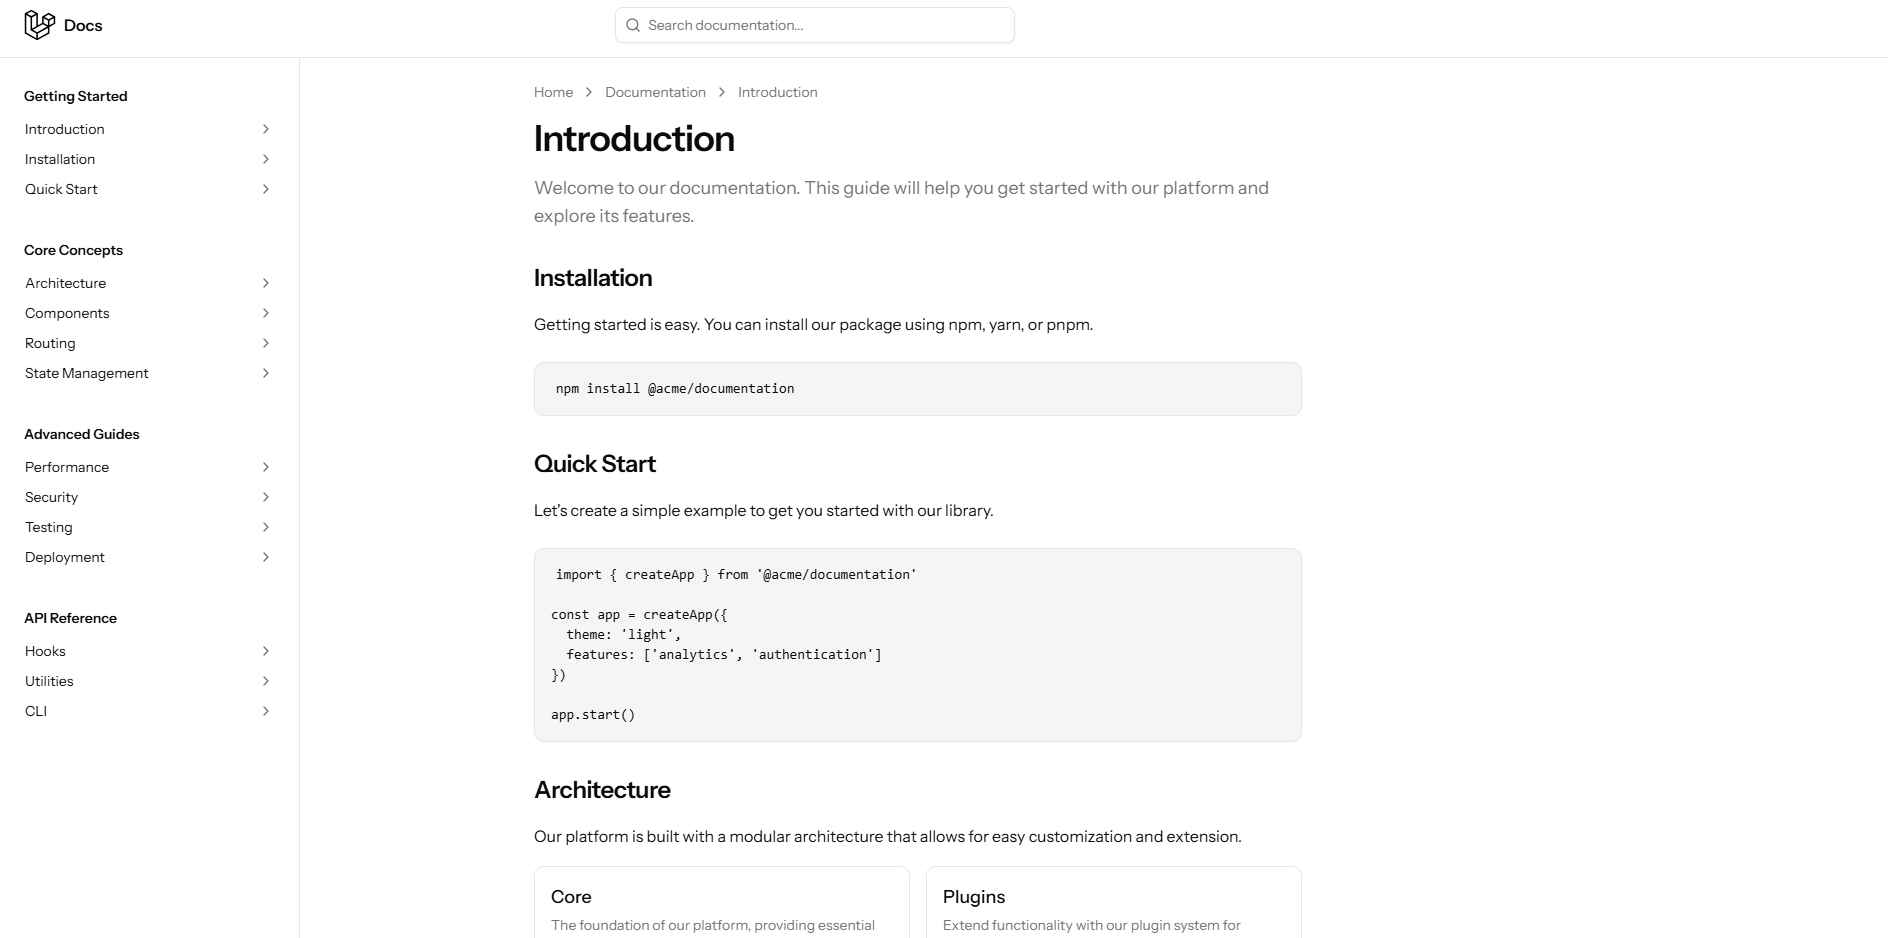 Docs
Search documentation...
Getting Started
Introduction
Installation
Quick Start
Core Concepts
Architecture
Components
Routing
State Management
Advanced Guides
Performance
Security
Testing
Deployment
API Reference
Hooks
Utilities
CLI
Home > Documentation > Introduction
Introduction
Welcome to our documentation. This guide will help you get started with our platform and
explore its features.
Installation
Getting started is easy. You can install our package using npm, yarn, or pnpm.
npm install @acme/documentation
Quick Start
Let's create a simple example to get you started with our library.
import { createApp } from '@acme/documentation'
const app = createApp({
  theme: 'light',
  features: ['analytics', 'authentication']
})
app.start()
Architecture
Our platform is built with a modular architecture that allows for easy customization and extension.
Core
The foundation of our platform, providing essential
Plugins
Extend functionality with our plugin system for